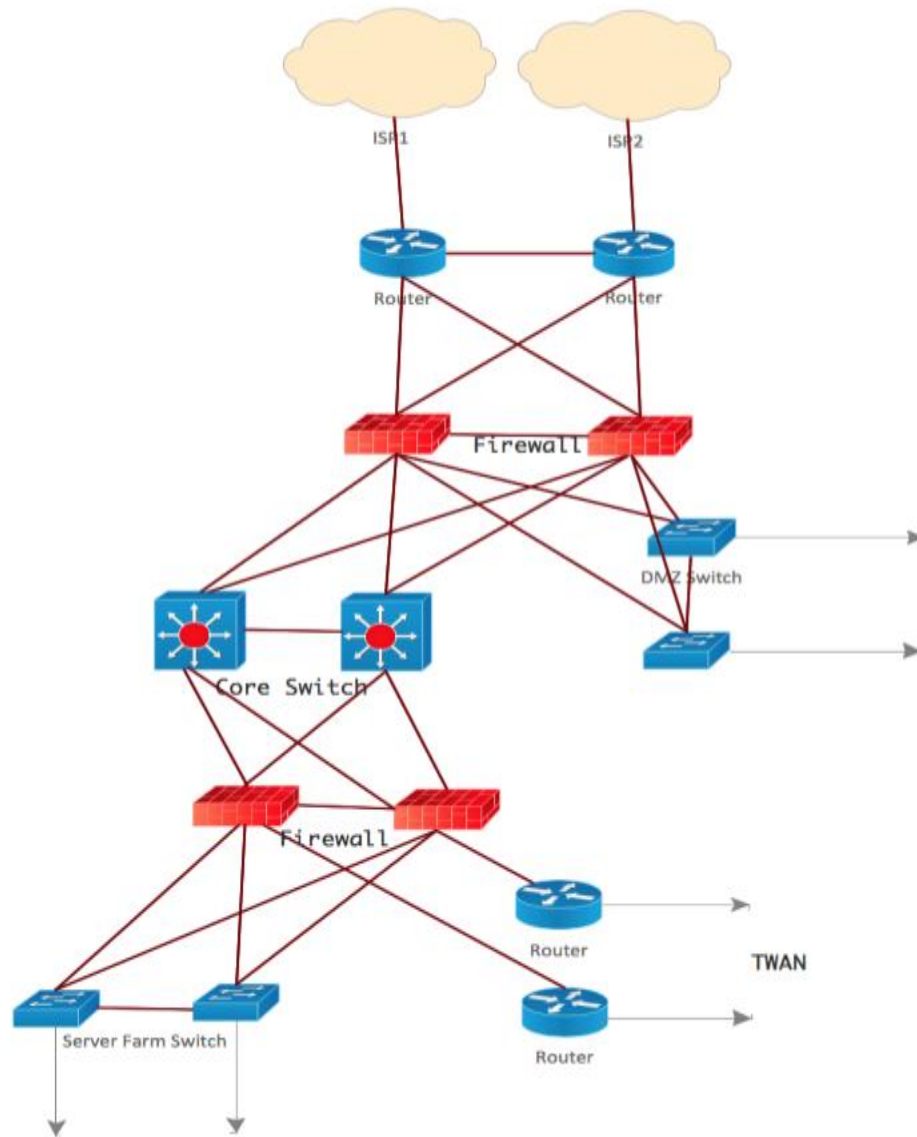 ISP1
ISP2
Router
Router
Firewall
DMZ Switch
Core Switch
Firewall
Router
TWAN
Server Farm Switch
Router